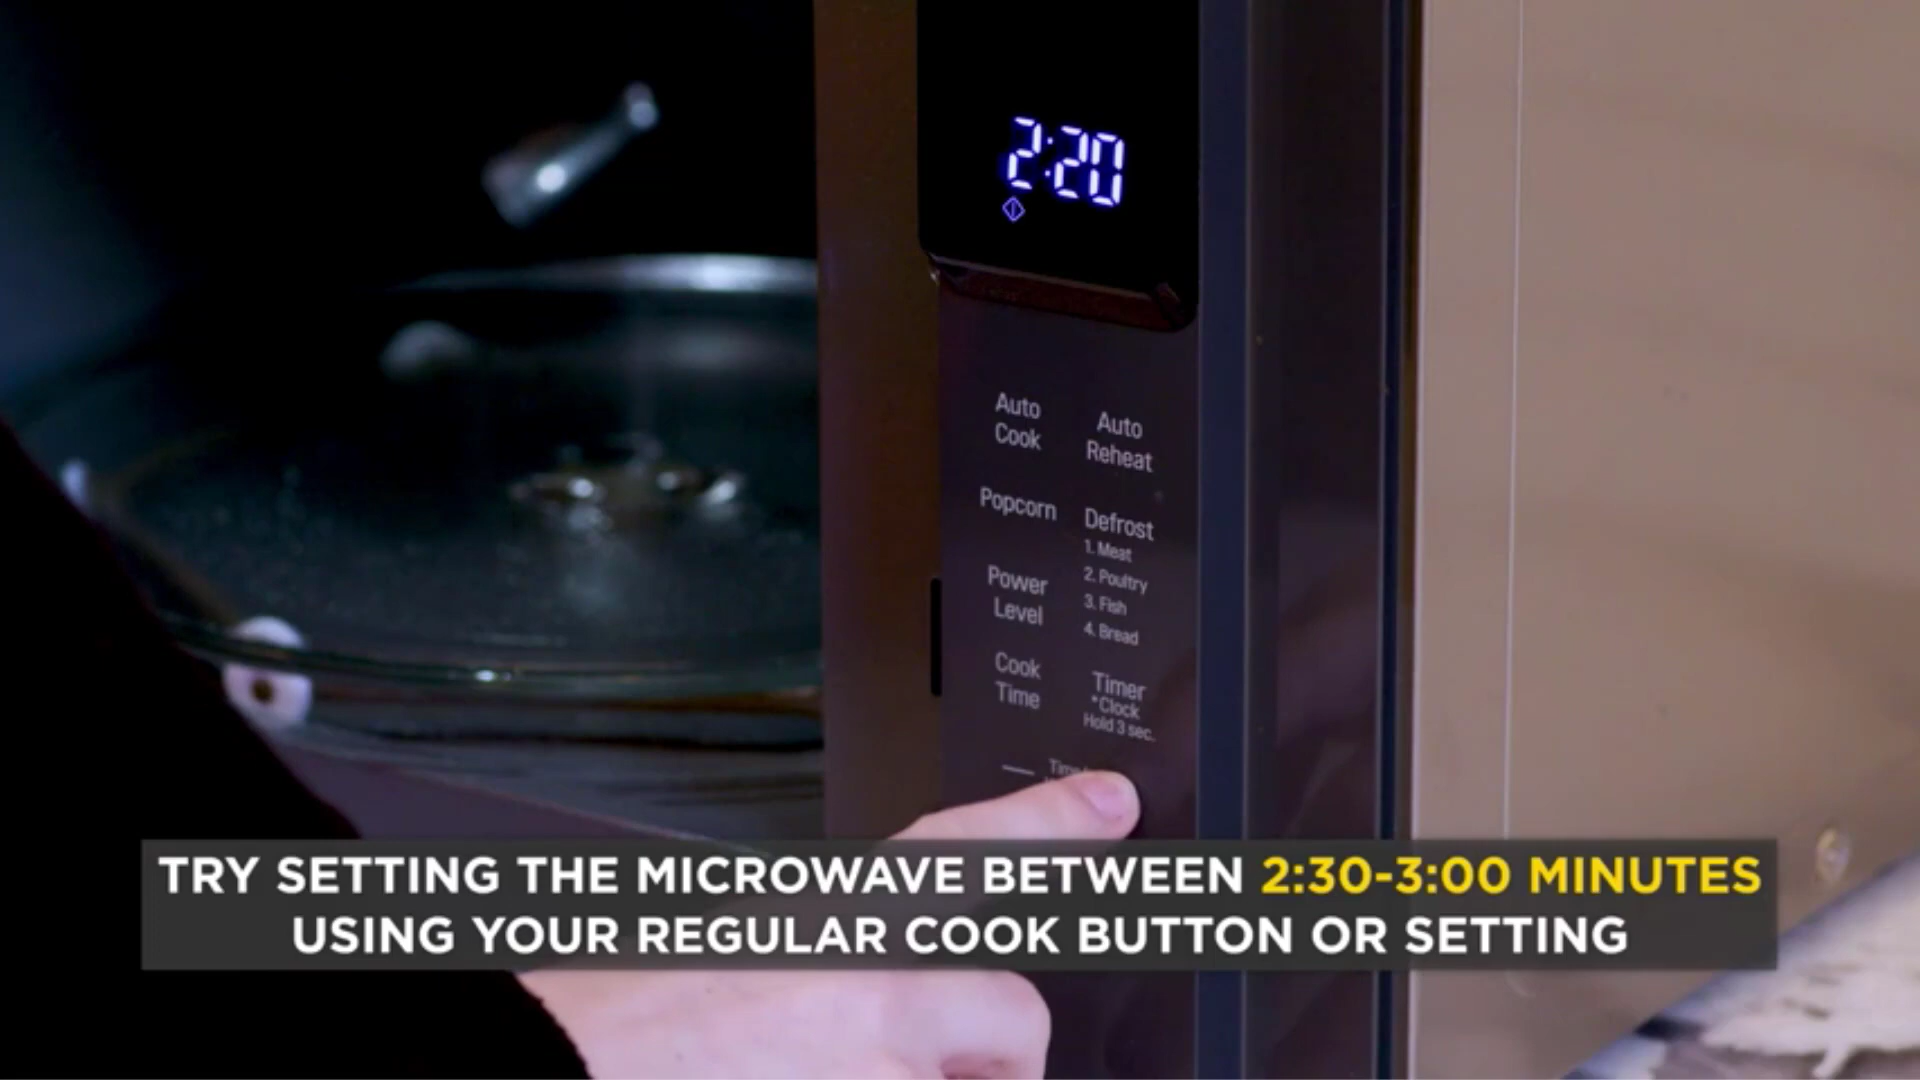 2:20
Auto
Cook
Auto
Reheat
Popcorn
Defrost
1. Meat
2. Poultry
3. Fish
4. Bread
Power
Level
Cook
Time
Timer
*Clock
Hold 3 sec.
TRY SETTING THE MICROWAVE BETWEEN 2:30-3:00 MINUTES
USING YOUR REGULAR COOK BUTTON OR SETTING